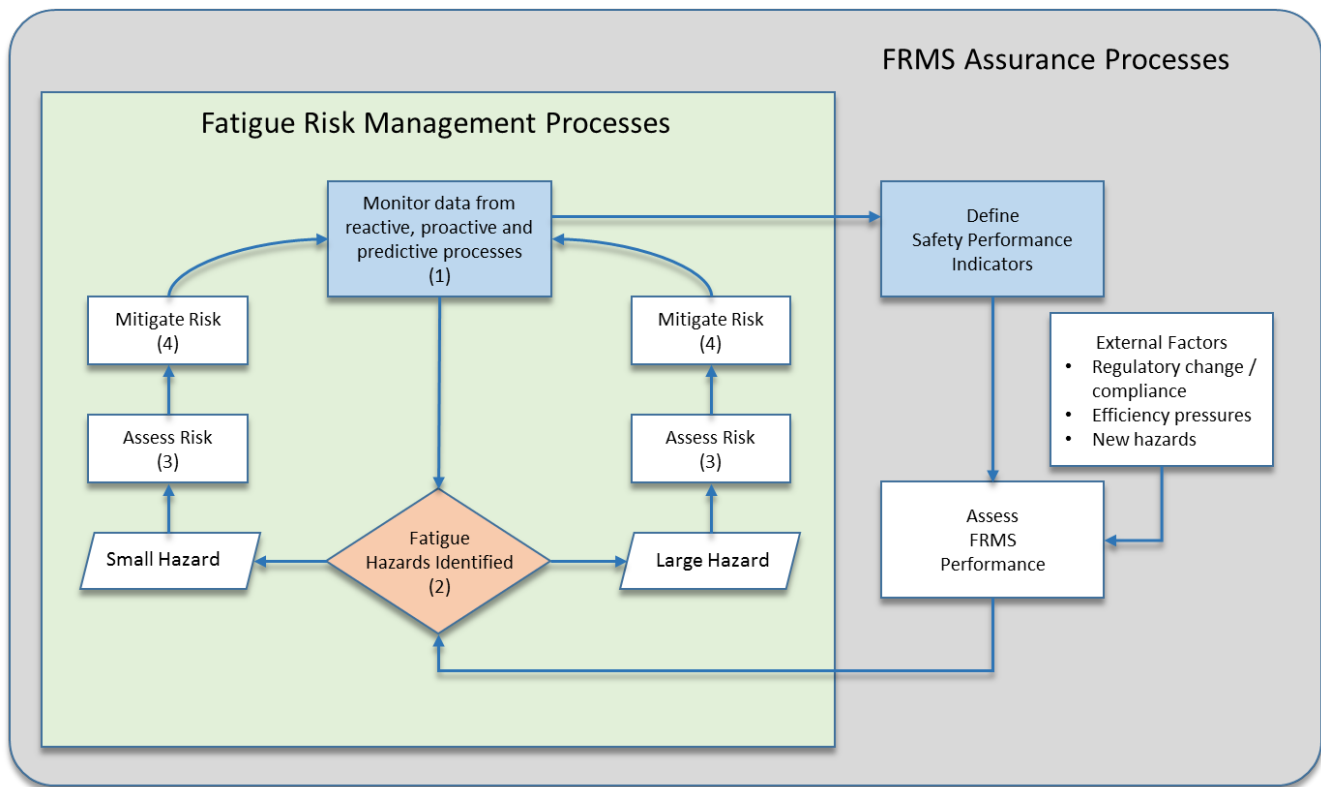 FRMS Assurance Processes
Fatigue Risk Management Processes
Monitor data from
reactive, proactive and
predictive processes
(1)
Define
Safety Performance
Indicators
Mitigate Risk
(4)
Mitigate Risk
(4)
External Factors
• Regulatory change /
compliance
• Efficiency pressures
• New hazards
Assess Risk
(3)
Assess Risk
(3)
Small Hazard
Fatigue
Hazards Identified
(2)
Large Hazard
Assess
FRMS
Performance